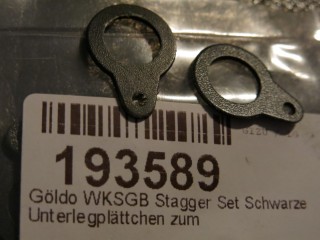 193589
Göldo WKSGB Stagger Set Schwarze
Unterlegplättchen zum